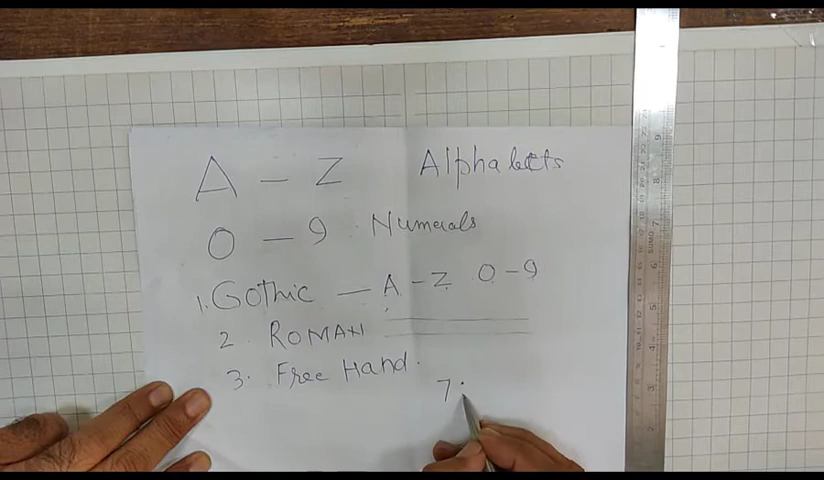 A - Z Alphabets
0 - 9 Numerals
1. Gothic - A - Z 0 - 9
2. ROMAN
3. Free Hand.
7: